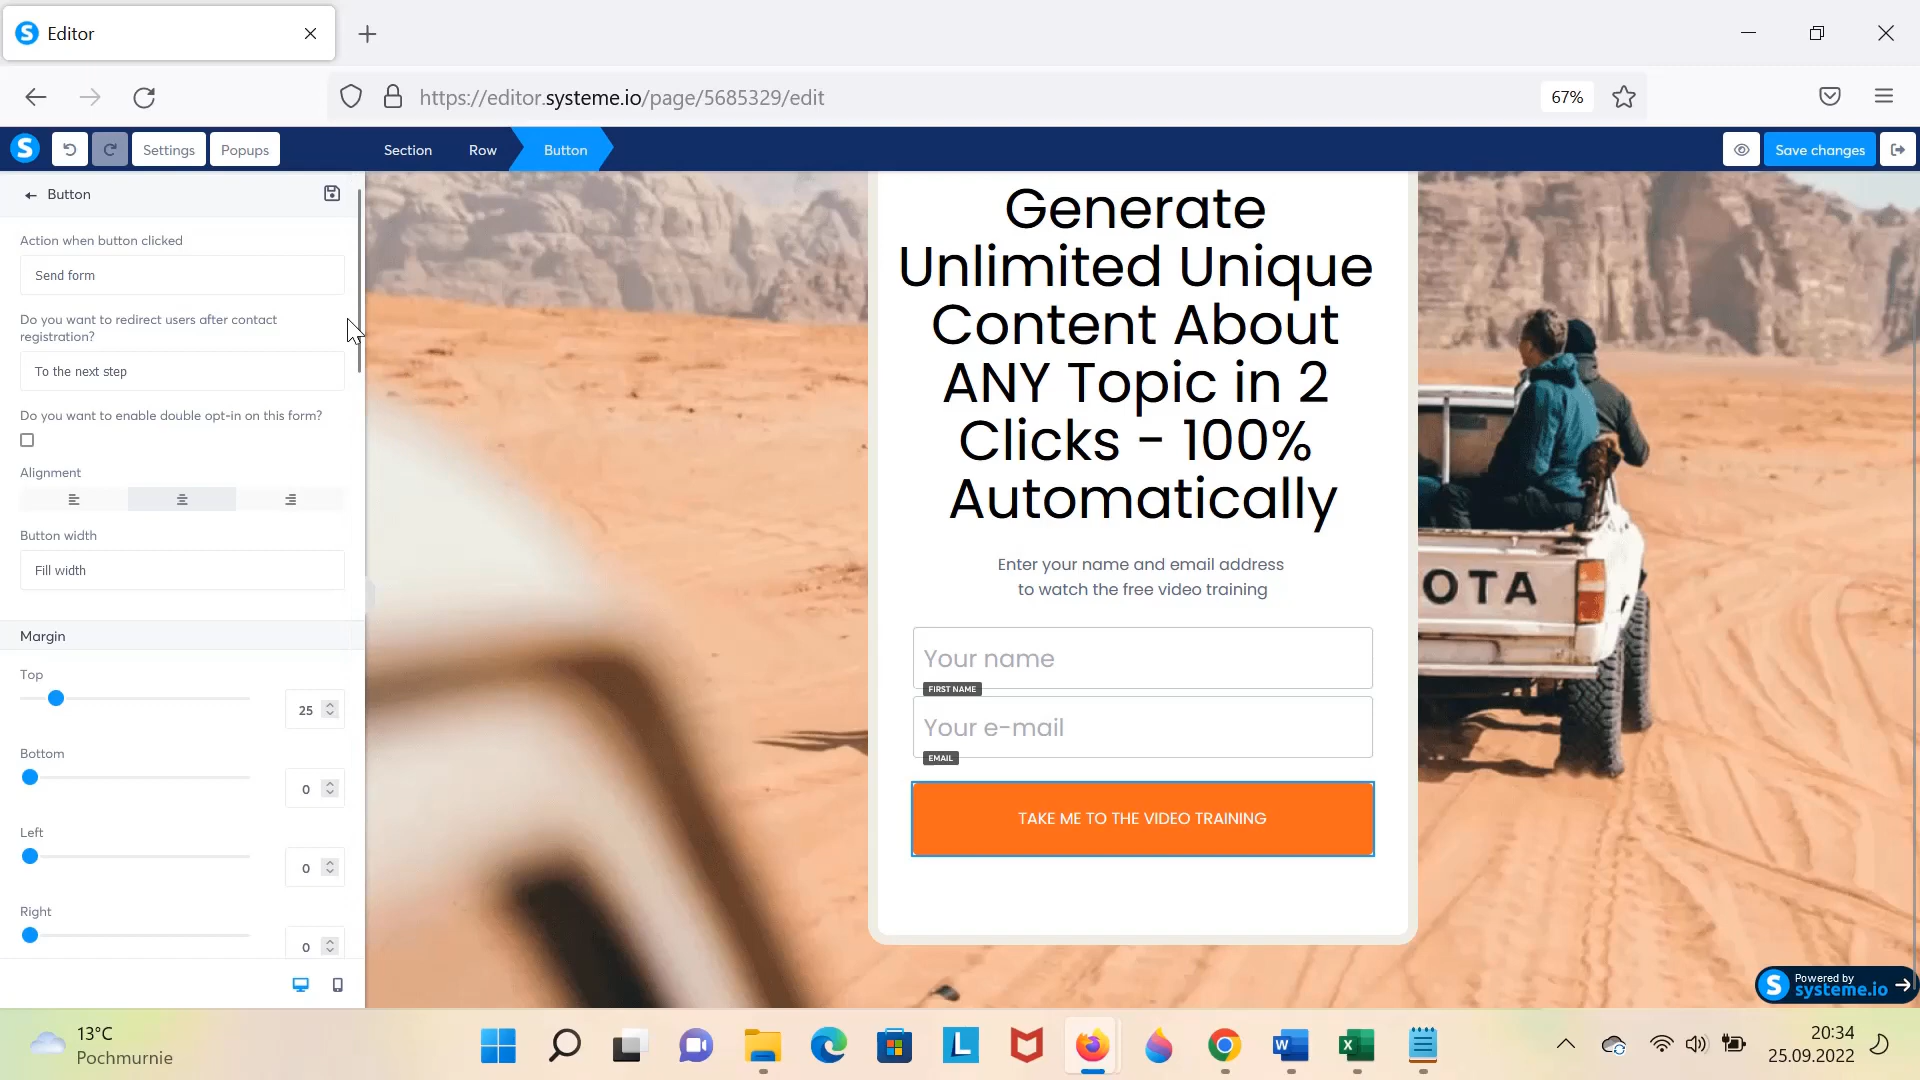 Editor
https://editor.systeme.io/page/5685329/edit
67%
S
Settings
Popups
Section
Row
Button
Save changes
Button
Action when button clicked
Send form
Do you want to redirect users after contact
registration?
To the next step
Do you want to enable double opt-in on this form?
Alignment
Button width
Fill width
Margin
Top
25
Bottom
0
Left
0
Right
0
Generate
Unlimited Unique
Content About
ANY Topic in 2
Clicks - 100%
Automatically
Enter your name and email address
to watch the free video training
Your name
FIRST NAME
Your e-mail
EMAIL
TAKE ME TO THE VIDEO TRAINING
OTA
Powered by
systeme.io
13°C
Pochmurnie
20:34
25.09.2022